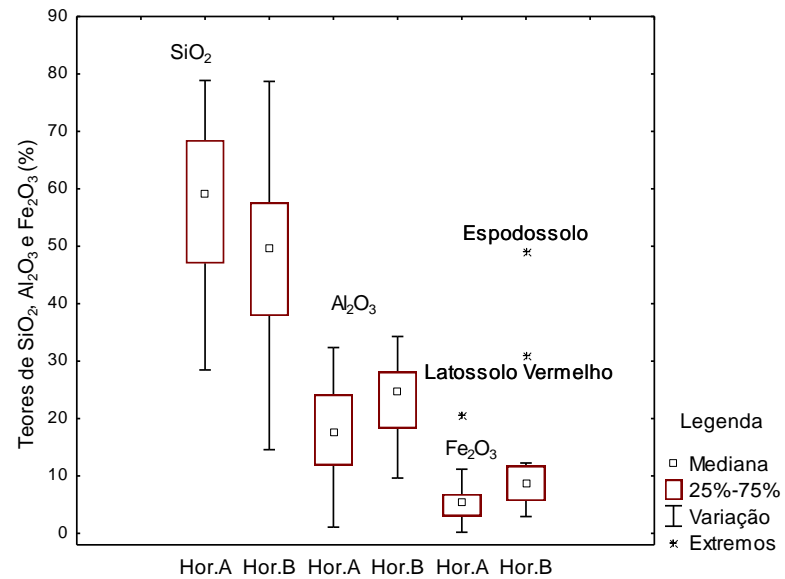 Teores de SiO₂, Al₂O₃ e Fe₂O₃ (%)
90
80
70
60
50
40
30
20
10
0
SiO₂
Al₂O₃
Espodossolo
Latossolo Vermelho
Fe₂O₃
Hor.A Hor.B Hor.A Hor.B Hor.A Hor.B
Legenda
Mediana
25%-75%
Variação
Extremos